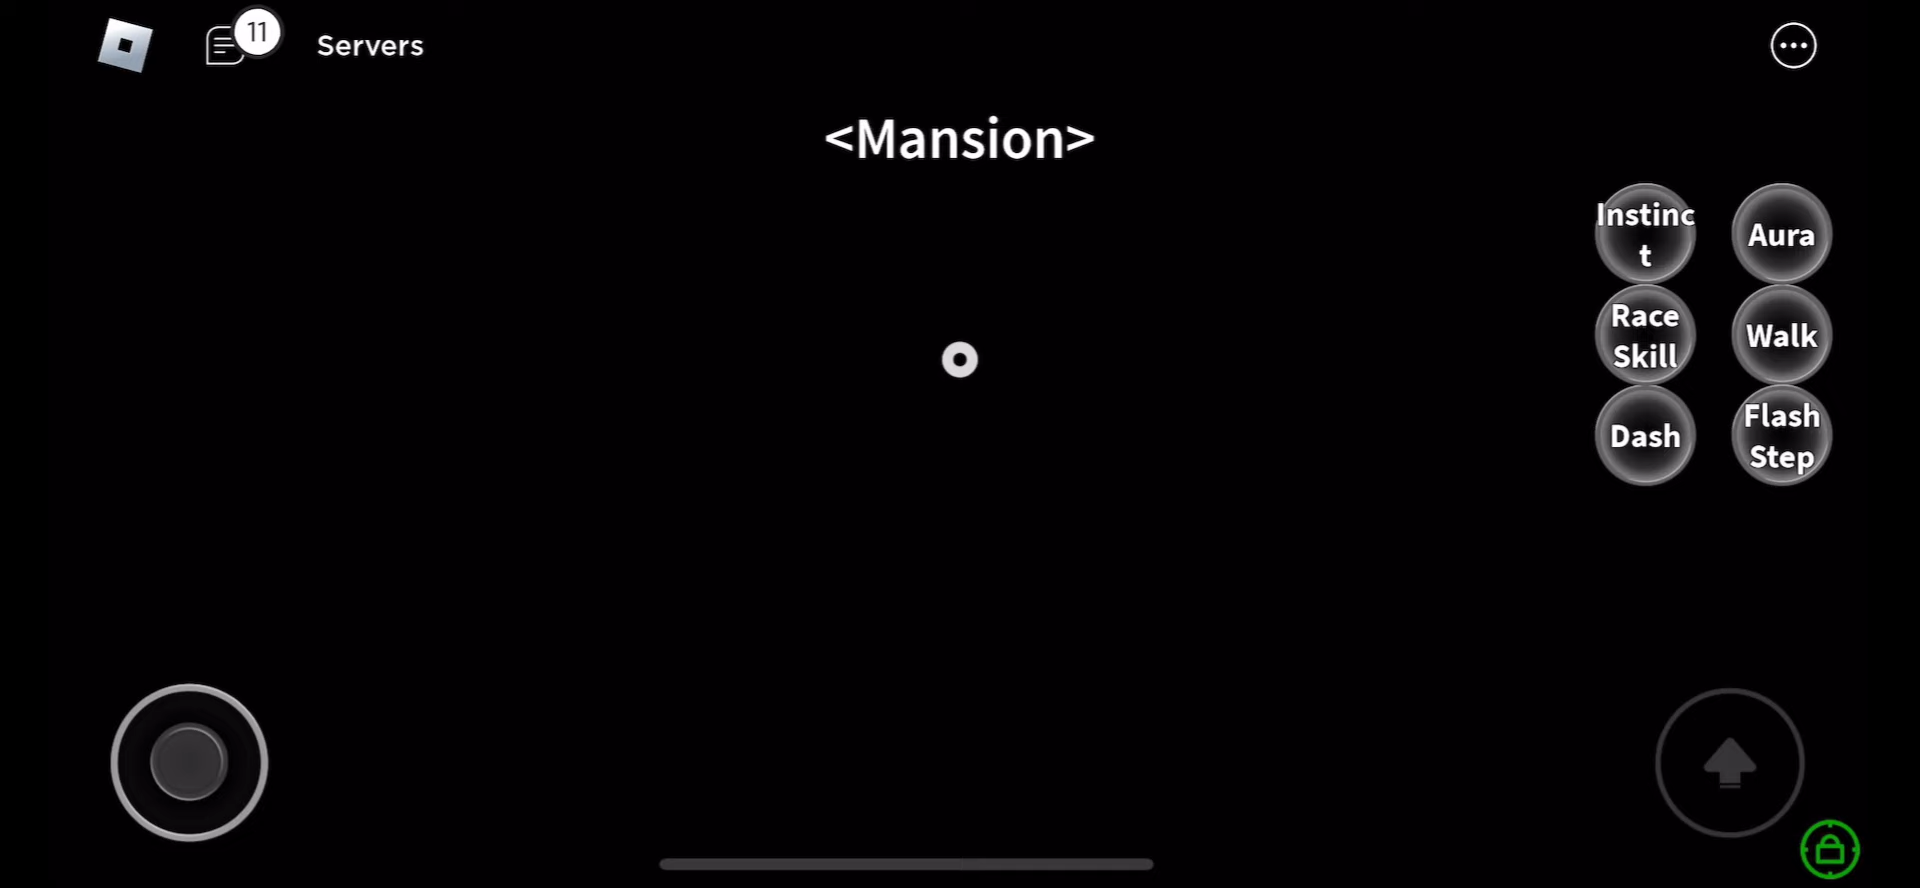 11
Servers
<Mansion>
Instinc
t
Aura
Race
Skill
Walk
Dash
Flash
Step